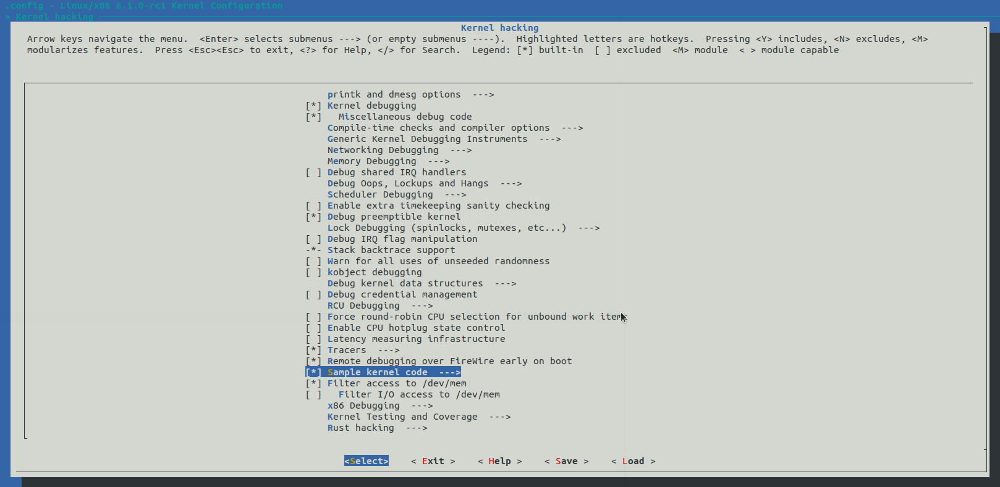 .config - Linux/x86 6.1.0-rc1 Kernel Configuration
> Kernel hacking
Kernel hacking
Arrow keys navigate the menu.  <Enter> selects submenus ---> (or empty submenus ----).  Highlighted letters are hotkeys.  Pressing <Y> includes, <N> excludes, <M>
modularizes features.  Press <Esc><Esc> to exit, <?> for Help, </> for Search.  Legend: [*] built-in  [ ] excluded  <M> module  < > module capable
printk and dmesg options  --->
[*] Kernel debugging
[*]   Miscellaneous debug code
Compile-time checks and compiler options  --->
Generic Kernel Debugging Instruments  --->
Networking Debugging  --->
Memory Debugging  --->
[ ] Debug shared IRQ handlers
Debug Oops, Lockups and Hangs  --->
Scheduler Debugging  --->
[ ] Enable extra timekeeping sanity checking
[*] Debug preemptible kernel
Lock Debugging (spinlocks, mutexes, etc...)  --->
[ ] Debug IRQ flag manipulation
-*- Stack backtrace support
[ ] Warn for all uses of unseeded randomness
[ ] kobject debugging
Debug kernel data structures  --->
[ ] Debug credential management
RCU Debugging  --->
[ ] Force round-robin CPU selection for unbound work items
[ ] Enable CPU hotplug state control
[ ] Latency measuring infrastructure
[*] Tracers  --->
[*] Remote debugging over FireWire early on boot
[*] Sample kernel code  --->
[*] Filter access to /dev/mem
[ ]   Filter I/O access to /dev/mem
x86 Debugging  --->
Kernel Testing and Coverage  --->
Rust hacking  --->
<Select>    < Exit >    < Help >    < Save >    < Load >